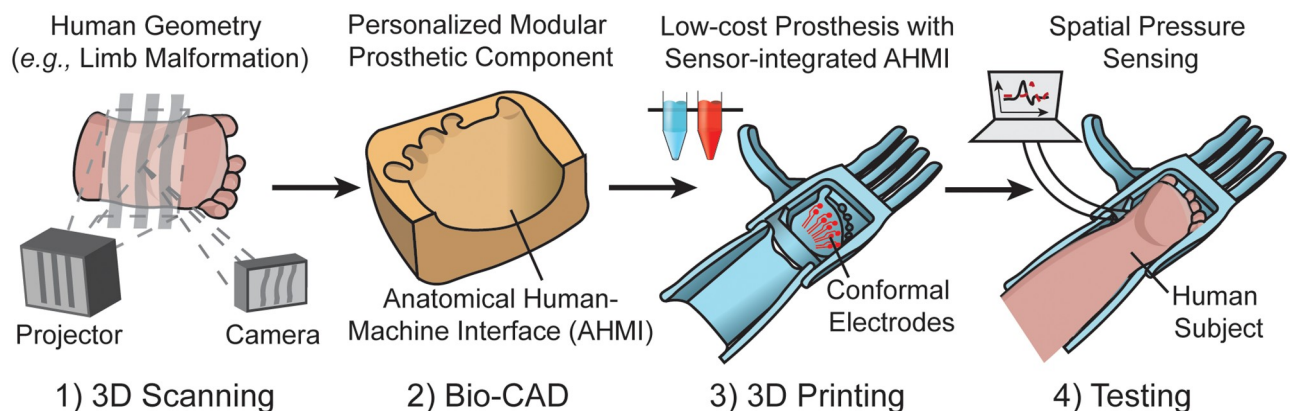 Human Geometry
(e.g., Limb Malformation)
Projector
Camera
1) 3D Scanning
Personalized Modular
Prosthetic Component
Anatomical Human-
Machine Interface (AHMI)
2) Bio-CAD
Low-cost Prosthesis with
Sensor-integrated AHMI
Conformal
Electrodes
3) 3D Printing
Spatial Pressure
Sensing
Human
Subject
4) Testing